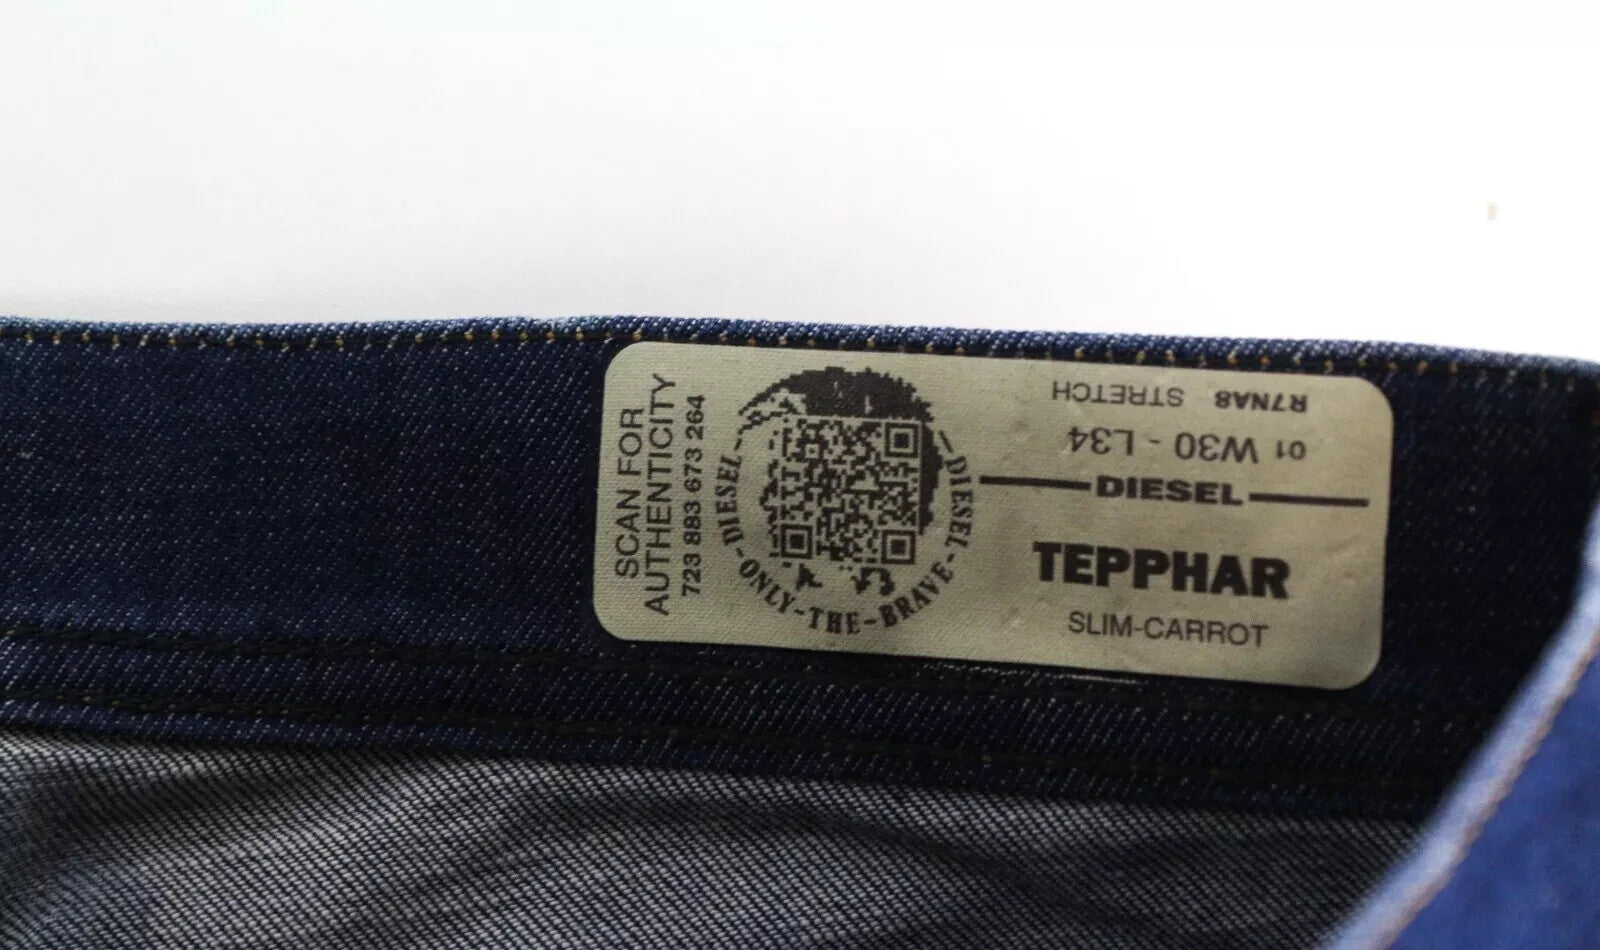 SCAN FOR
AUTHENTICITY
723 883 673 264
DIESEL-ONLY-THE-BRAVE-DIESEL
R7NA8 STRETCH
01 W30 - L34
DIESEL
TEPPHAR
SLIM-CARROT